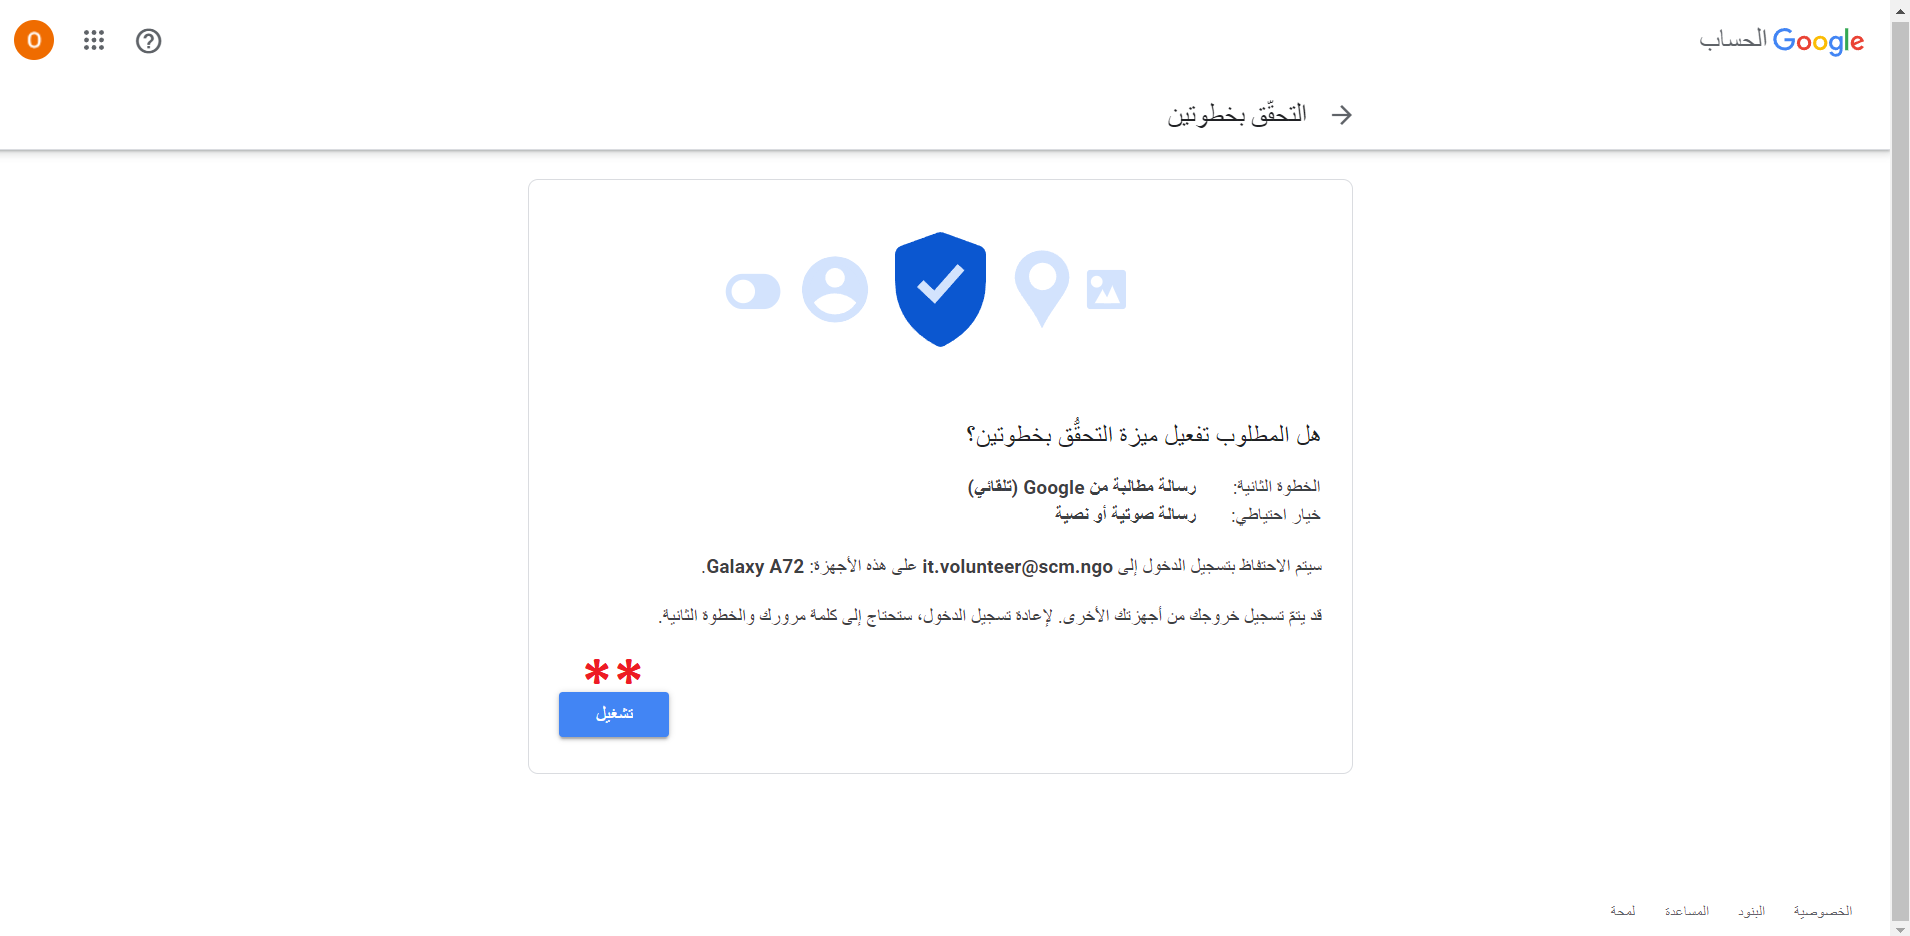 Google الحساب
O
التحقّق بخطوتين
هل المطلوب تفعيل ميزة التحقُّق بخطوتين؟
الخطوة الثانية: رسالة مطالبة من Google (تلقائي)
خيار احتياطي: رسالة صوتية أو نصية
سيتم الاحتفاظ بتسجيل الدخول إلى it.volunteer@scm.ngo على هذه الأجهزة: Galaxy A72.
قد يتمّ تسجيل خروجك من أجهزتك الأخرى. لإعادة تسجيل الدخول، ستحتاج إلى كلمة مرورك والخطوة الثانية.
**
تشغيل
الخصوصية البنود المساعدة لمحة